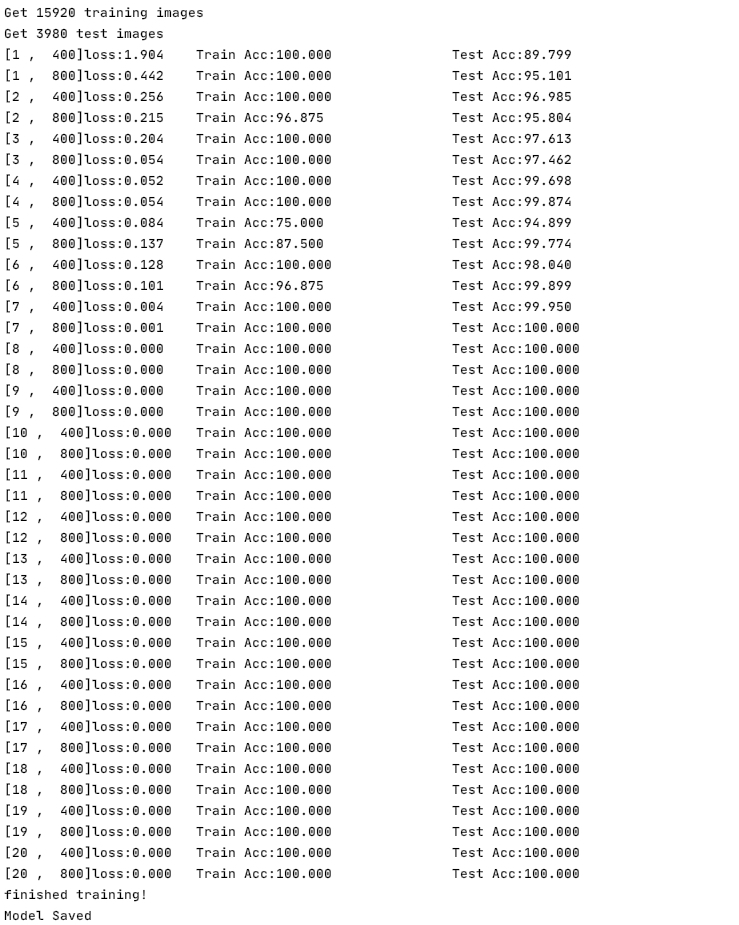 Get 15920 training images
Get 3980 test images
[1 ,  400]loss:1.904    Train Acc:100.000               Test Acc:89.799
[1 ,  800]loss:0.442    Train Acc:100.000               Test Acc:95.101
[2 ,  400]loss:0.256    Train Acc:100.000               Test Acc:96.985
[2 ,  800]loss:0.215    Train Acc:96.875                Test Acc:95.804
[3 ,  400]loss:0.204    Train Acc:100.000               Test Acc:97.613
[3 ,  800]loss:0.054    Train Acc:100.000               Test Acc:97.462
[4 ,  400]loss:0.052    Train Acc:100.000               Test Acc:99.698
[4 ,  800]loss:0.054    Train Acc:100.000               Test Acc:99.874
[5 ,  400]loss:0.084    Train Acc:75.000                Test Acc:94.899
[5 ,  800]loss:0.137    Train Acc:87.500                Test Acc:99.774
[6 ,  400]loss:0.128    Train Acc:100.000               Test Acc:98.040
[6 ,  800]loss:0.101    Train Acc:96.875                Test Acc:99.899
[7 ,  400]loss:0.004    Train Acc:100.000               Test Acc:99.950
[7 ,  800]loss:0.001    Train Acc:100.000               Test Acc:100.000
[8 ,  400]loss:0.000    Train Acc:100.000               Test Acc:100.000
[8 ,  800]loss:0.000    Train Acc:100.000               Test Acc:100.000
[9 ,  400]loss:0.000    Train Acc:100.000               Test Acc:100.000
[9 ,  800]loss:0.000    Train Acc:100.000               Test Acc:100.000
[10 ,  400]loss:0.000   Train Acc:100.000               Test Acc:100.000
[10 ,  800]loss:0.000   Train Acc:100.000               Test Acc:100.000
[11 ,  400]loss:0.000   Train Acc:100.000               Test Acc:100.000
[11 ,  800]loss:0.000   Train Acc:100.000               Test Acc:100.000
[12 ,  400]loss:0.000   Train Acc:100.000               Test Acc:100.000
[12 ,  800]loss:0.000   Train Acc:100.000               Test Acc:100.000
[13 ,  400]loss:0.000   Train Acc:100.000               Test Acc:100.000
[13 ,  800]loss:0.000   Train Acc:100.000               Test Acc:100.000
[14 ,  400]loss:0.000   Train Acc:100.000               Test Acc:100.000
[14 ,  800]loss:0.000   Train Acc:100.000               Test Acc:100.000
[15 ,  400]loss:0.000   Train Acc:100.000               Test Acc:100.000
[15 ,  800]loss:0.000   Train Acc:100.000               Test Acc:100.000
[16 ,  400]loss:0.000   Train Acc:100.000               Test Acc:100.000
[16 ,  800]loss:0.000   Train Acc:100.000               Test Acc:100.000
[17 ,  400]loss:0.000   Train Acc:100.000               Test Acc:100.000
[17 ,  800]loss:0.000   Train Acc:100.000               Test Acc:100.000
[18 ,  400]loss:0.000   Train Acc:100.000               Test Acc:100.000
[18 ,  800]loss:0.000   Train Acc:100.000               Test Acc:100.000
[19 ,  400]loss:0.000   Train Acc:100.000               Test Acc:100.000
[19 ,  800]loss:0.000   Train Acc:100.000               Test Acc:100.000
[20 ,  400]loss:0.000   Train Acc:100.000               Test Acc:100.000
[20 ,  800]loss:0.000   Train Acc:100.000               Test Acc:100.000
finished training!
Model Saved